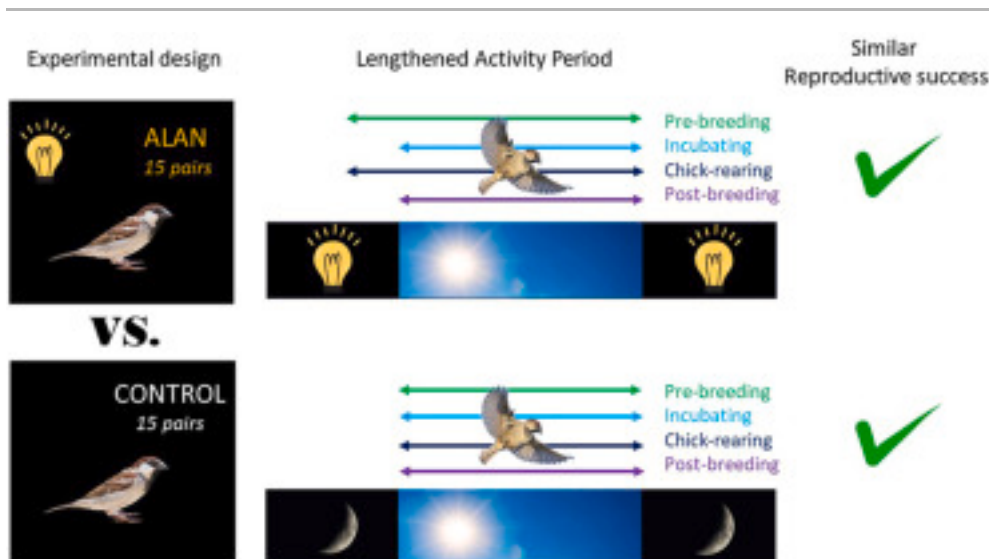 Experimental design
Lengthened Activity Period
Similar
Reproductive success
ALAN
15 pairs
Pre-breeding
Incubating
Chick-rearing
Post-breeding
vs.
CONTROL
15 pairs
Pre-breeding
Incubating
Chick-rearing
Post-breeding